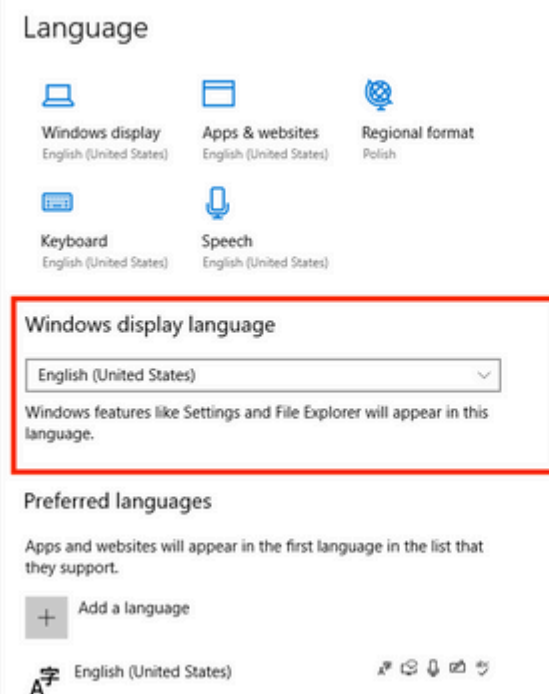 Language
Windows display
English (United States)
Apps & websites
English (United States)
Regional format
Polish
Keyboard
English (United States)
Speech
English (United States)
Windows display language
English (United States)
Windows features like Settings and File Explorer will appear in this
language.
Preferred languages
Apps and websites will appear in the first language in the list that
they support.
Add a language
English (United States)